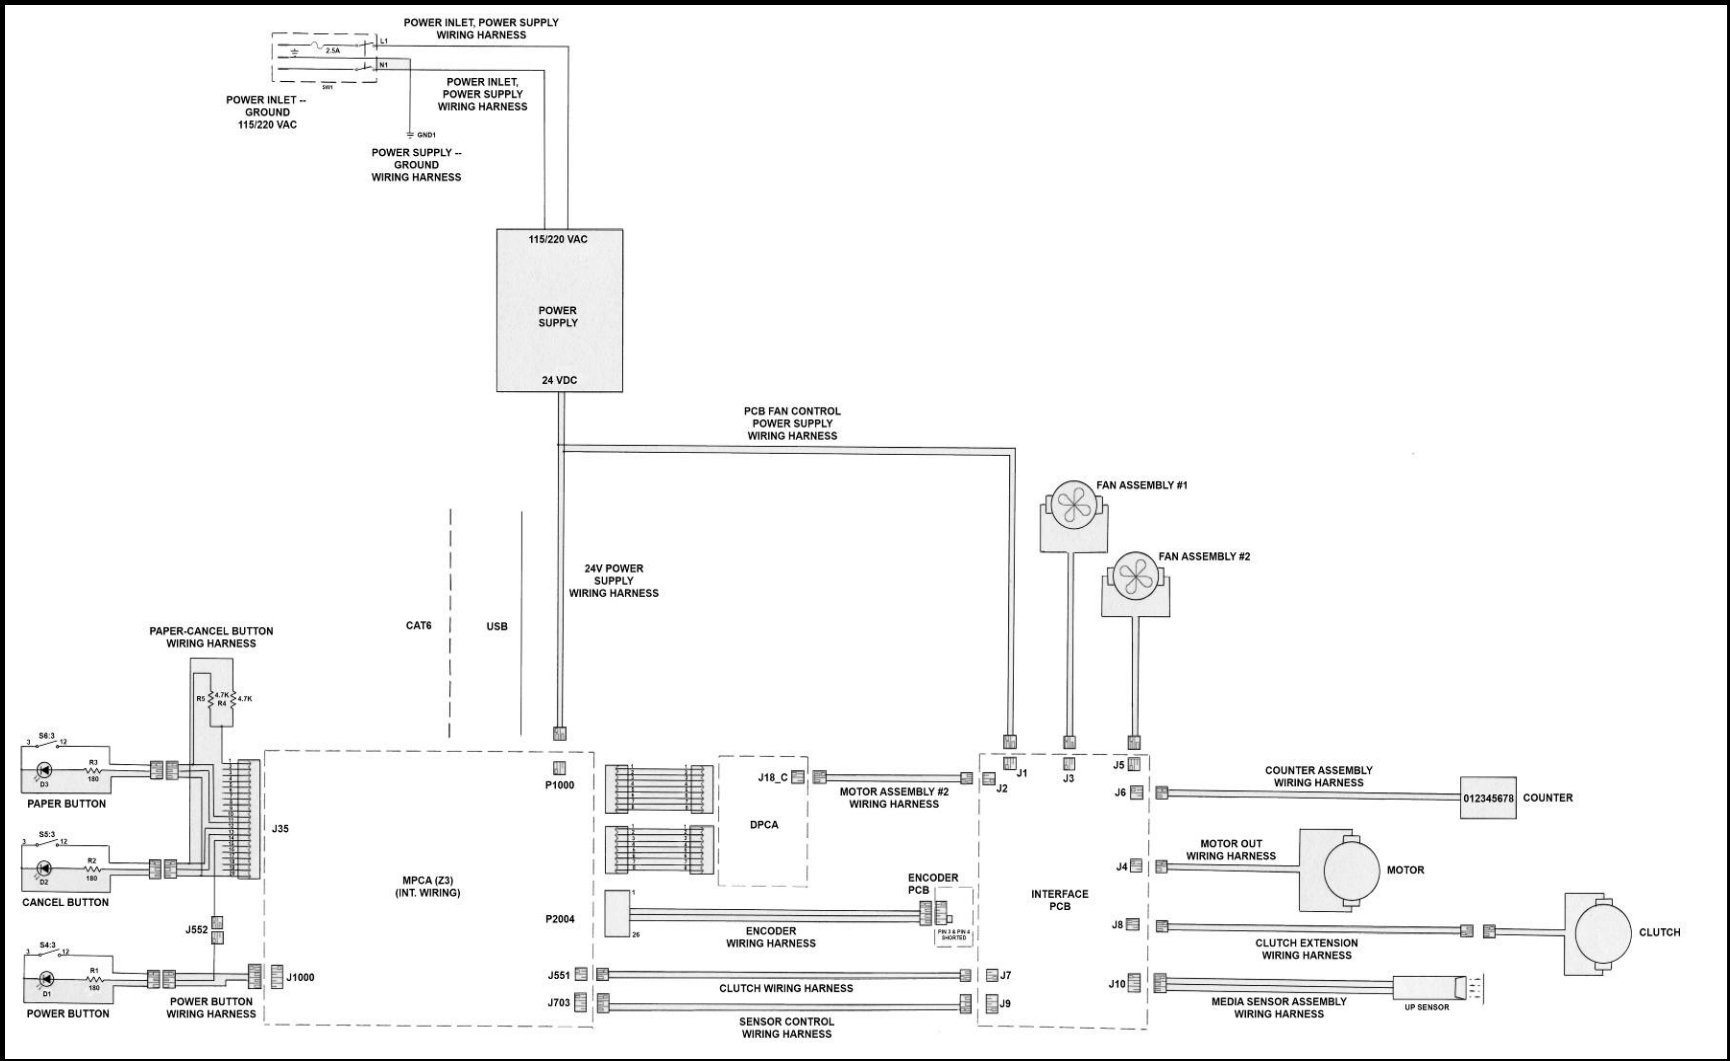 POWER INLET, POWER SUPPLY
WIRING HARNESS
L1
2.5A
N1
SW1
POWER INLET,
POWER SUPPLY
WIRING HARNESS
POWER INLET --
GROUND
115/220 VAC
GND1
POWER SUPPLY --
GROUND
WIRING HARNESS
115/220 VAC
POWER
SUPPLY
24 VDC
PCB FAN CONTROL
POWER SUPPLY
WIRING HARNESS
FAN ASSEMBLY #1
FAN ASSEMBLY #2
24V POWER
SUPPLY
WIRING HARNESS
CAT6
USB
PAPER-CANCEL BUTTON
WIRING HARNESS
R5
4.7K
R4
4.7K
S6:3
3
12
R3
180
D3
PAPER BUTTON
S5:3
3
12
R2
180
D2
CANCEL BUTTON
S4:3
3
12
R1
180
D1
POWER BUTTON
J552
POWER BUTTON
WIRING HARNESS
J35
J1000
MPCA (Z3)
(INT. WIRING)
P1000
P2004
J551
J703
J18_C
DPCA
MOTOR ASSEMBLY #2
WIRING HARNESS
1
26
ENCODER
PCB
PIN 3 & PIN 4
SHORTED
ENCODER
WIRING HARNESS
CLUTCH WIRING HARNESS
SENSOR CONTROL
WIRING HARNESS
J1
J2
J3
J5
J6
J4
J8
J10
J7
J9
INTERFACE
PCB
COUNTER ASSEMBLY
WIRING HARNESS
012345678
COUNTER
MOTOR OUT
WIRING HARNESS
MOTOR
CLUTCH EXTENSION
WIRING HARNESS
CLUTCH
MEDIA SENSOR ASSEMBLY
WIRING HARNESS
UP SENSOR